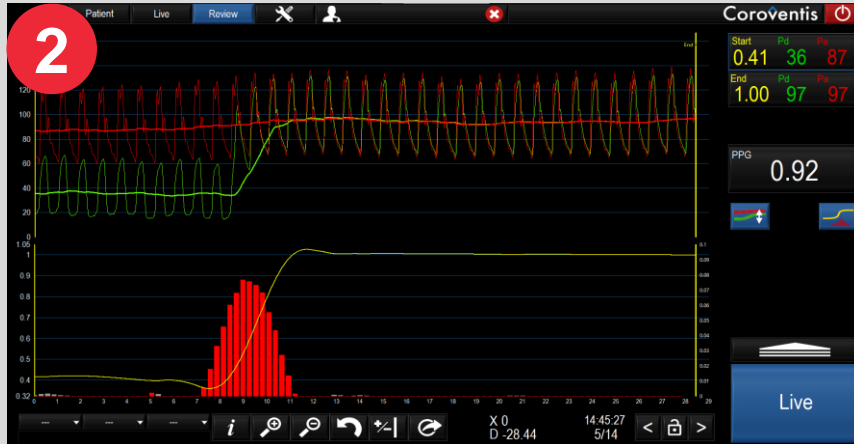 2
Patient Live Review Coroventis
Start Pd Pa
0.41 36 87
End Pd Pa
1.00 97 97
PPG
0.92
End
120
100
80
60
40
20
0
1.05 0.1
1 0.09
0.9 0.08
0.8 0.07
0.7 0.06
0.6 0.05
0.5 0.04
0.03
0.02
0.4 0.01
0.32
0 1 2 3 4 5 6 7 8 9 10 11 12 13 14 15 16 17 18 19 20 21 22 23 24 25 26 27 28 29
--- --- --- i +/- X 0 14:45:27
D -28.44 5/14 < >
Live